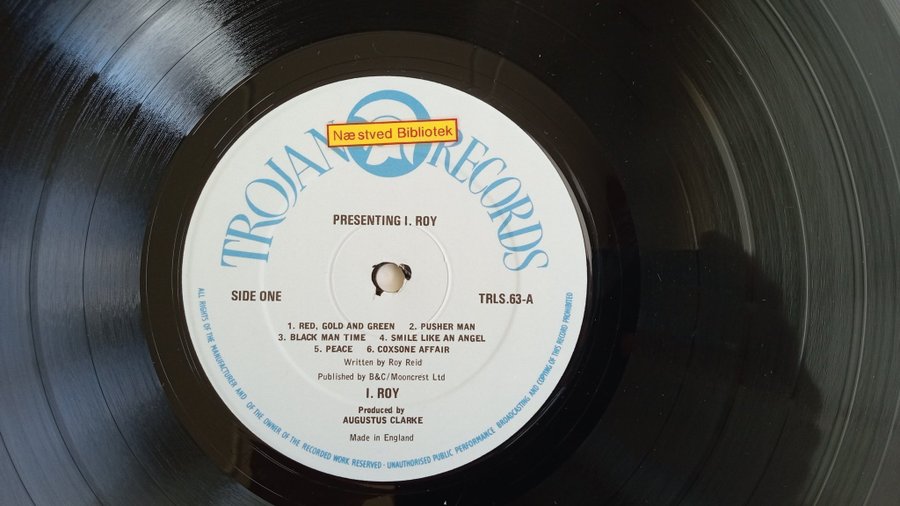 TROJAN RECORDS
Næstved Bibliotek
PRESENTING I. ROY
SIDE ONE TRLS.63-A
1. RED, GOLD AND GREEN 2. PUSHER MAN
3. BLACK MAN TIME 4. SMILE LIKE AN ANGEL
5. PEACE 6. COXSONE AFFAIR
Written by Roy Reid
Published by B&C/Mooncrest Ltd
I. ROY
Produced by
AUGUSTUS CLARKE
Made in England
ALL RIGHTS OF THE MANUFACTURER AND OF THE OWNER OF THE RECORDED WORK RESERVED · UNAUTHORISED PUBLIC PERFORMANCE BROADCASTING AND COPYING OF THIS RECORD PROHIBITED